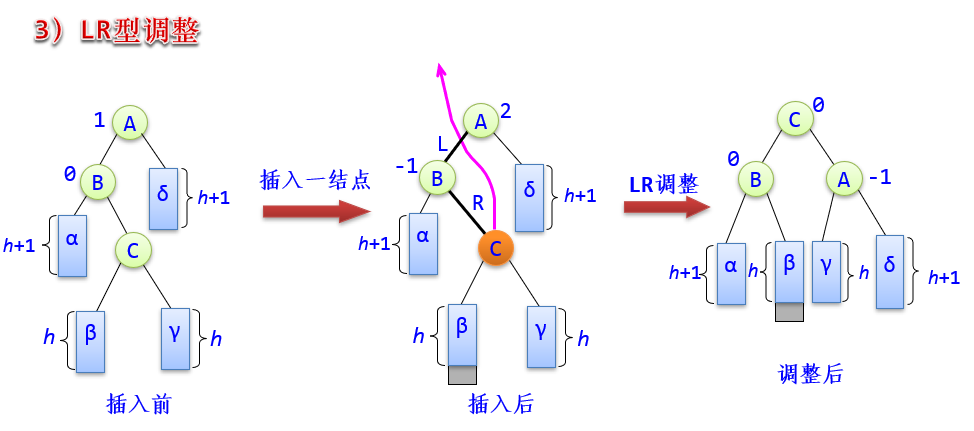 3) LR型调整
1 A
0 B
δ h+1
h+1 α
C
h β
γ h
插入前
插入一结点
A 2
L
-1 B
R
δ h+1
h+1 α
C
h β
γ h
插入后
LR调整
C 0
0 B
A -1
h+1 α
h β
γ h
δ h+1
调整后